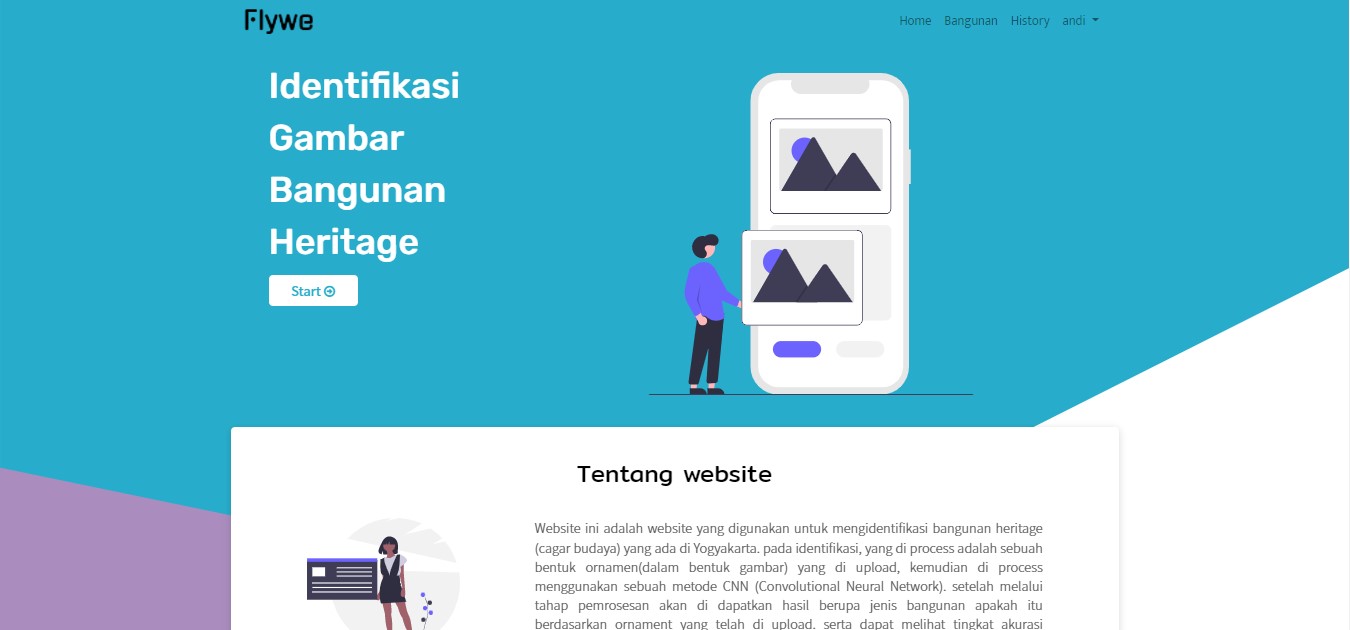 Flywe
Home Bangunan History andi
Identifikasi
Gambar
Bangunan
Heritage
Start
Tentang website
Website ini adalah website yang digunakan untuk mengidentifikasi bangunan heritage
(cagar budaya) yang ada di Yogyakarta. pada identifikasi, yang di process adalah sebuah
bentuk ornamen(dalam bentuk gambar) yang di upload, kemudian di process
menggunakan sebuah metode CNN (Convolutional Neural Network). setelah melalui
tahap pemrosesan akan di dapatkan hasil berupa jenis bangunan apakah itu
berdasarkan ornament yang telah di upload. serta dapat melihat tingkat akurasi